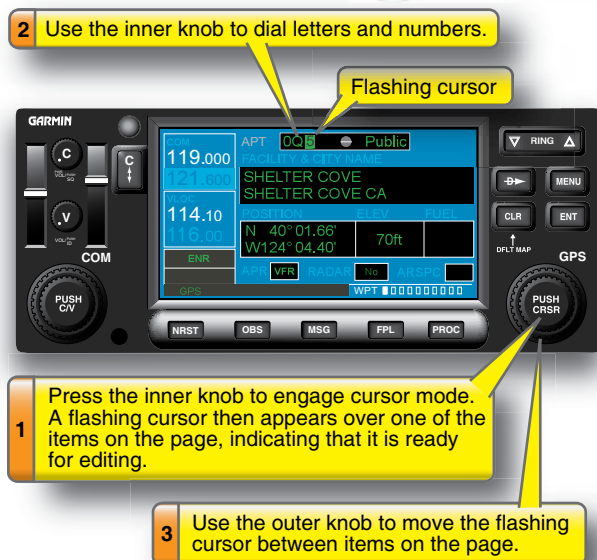 2 Use the inner knob to dial letters and numbers.
Flashing cursor
GARMIN
COM
119.000
121.600
VLOC
114.10
116.00
ENR
GPS
APT 0Q5 Public
FACILITY & CITY NAME
SHELTER COVE
SHELTER COVE CA
POSITION ELEV FUEL
N 40° 01.66'
W124° 04.40'
70ft
APR VFR RADAR No ARSPC
WPT
C
V
C
COM
PUSH
C/V
RING
MENU
CLR
ENT
DFLT MAP
GPS
PUSH
CRSR
NRST OBS MSG FPL PROC
1 Press the inner knob to engage cursor mode.
A flashing cursor then appears over one of the
items on the page, indicating that it is ready
for editing.
3 Use the outer knob to move the flashing
cursor between items on the page.